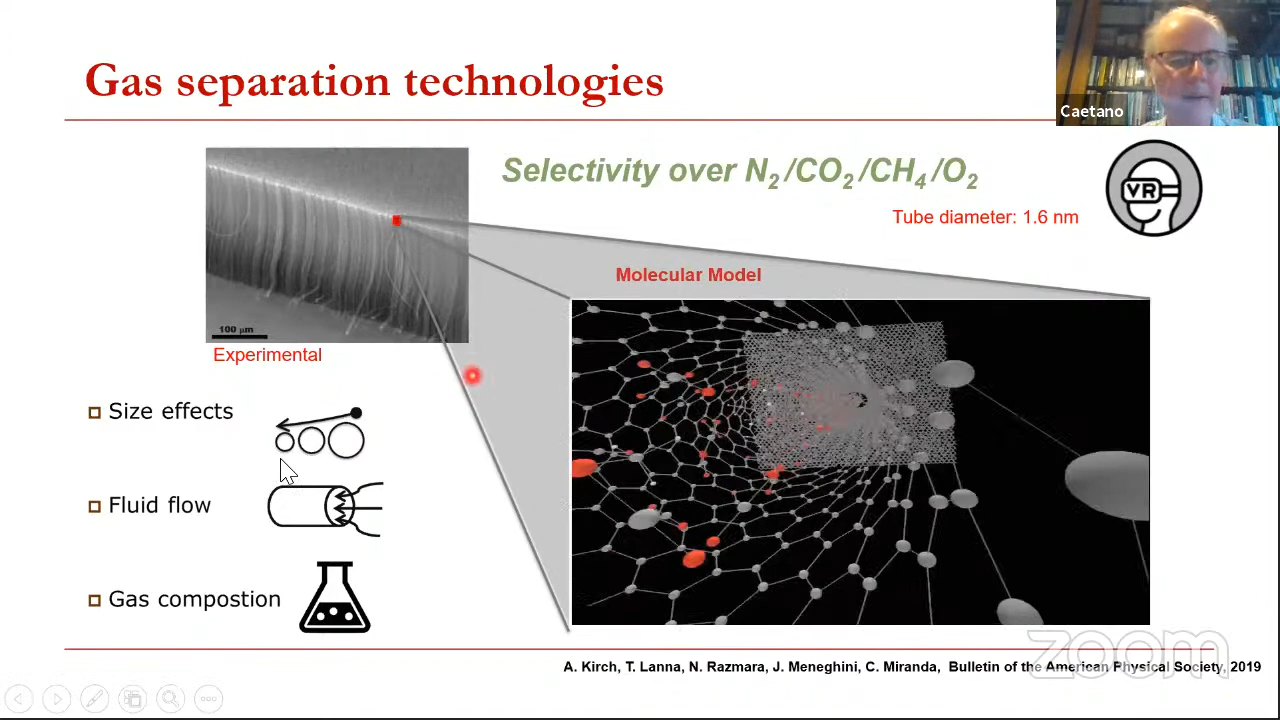 Gas separation technologies
Caetano
Selectivity over N2 /CO2 /CH4 /O2
VR
Tube diameter: 1.6 nm
Molecular Model
100 µm
Experimental
Size effects
Fluid flow
Gas compostion
zoom
A. Kirch, T. Lanna, N. Razmara, J. Meneghini, C. Miranda, Bulletin of the American Physical Society, 2019